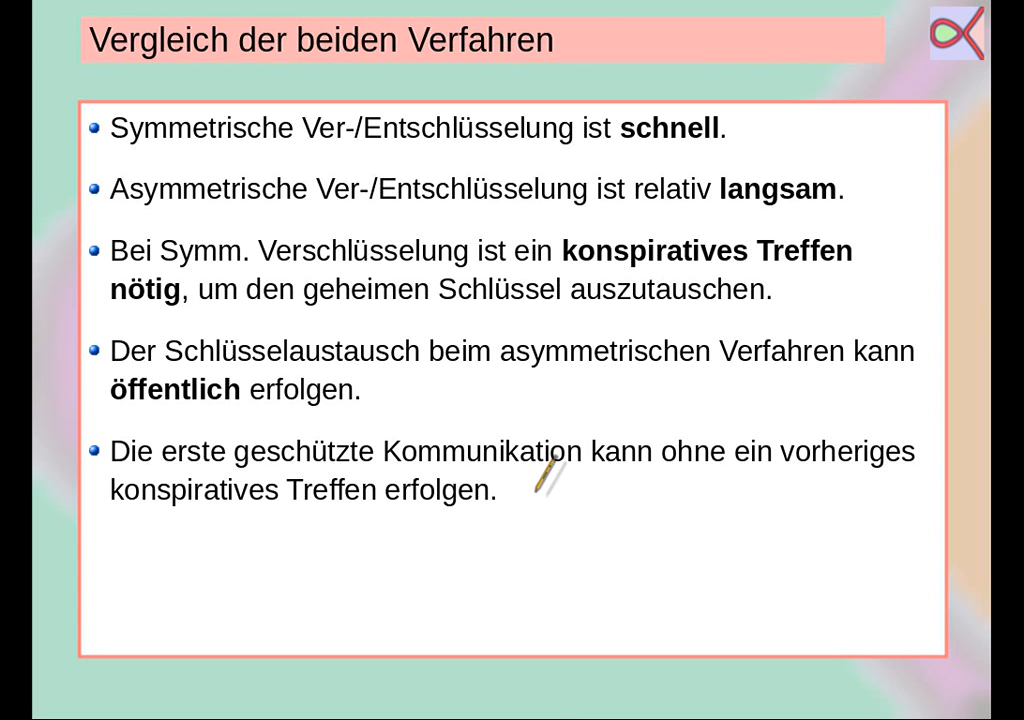 Vergleich der beiden Verfahren
Symmetrische Ver-/Entschlüsselung ist schnell.
Asymmetrische Ver-/Entschlüsselung ist relativ langsam.
Bei Symm. Verschlüsselung ist ein konspiratives Treffen
nötig, um den geheimen Schlüssel auszutauschen.
Der Schlüsselaustausch beim asymmetrischen Verfahren kann
öffentlich erfolgen.
Die erste geschützte Kommunikation kann ohne ein vorheriges
konspiratives Treffen erfolgen.